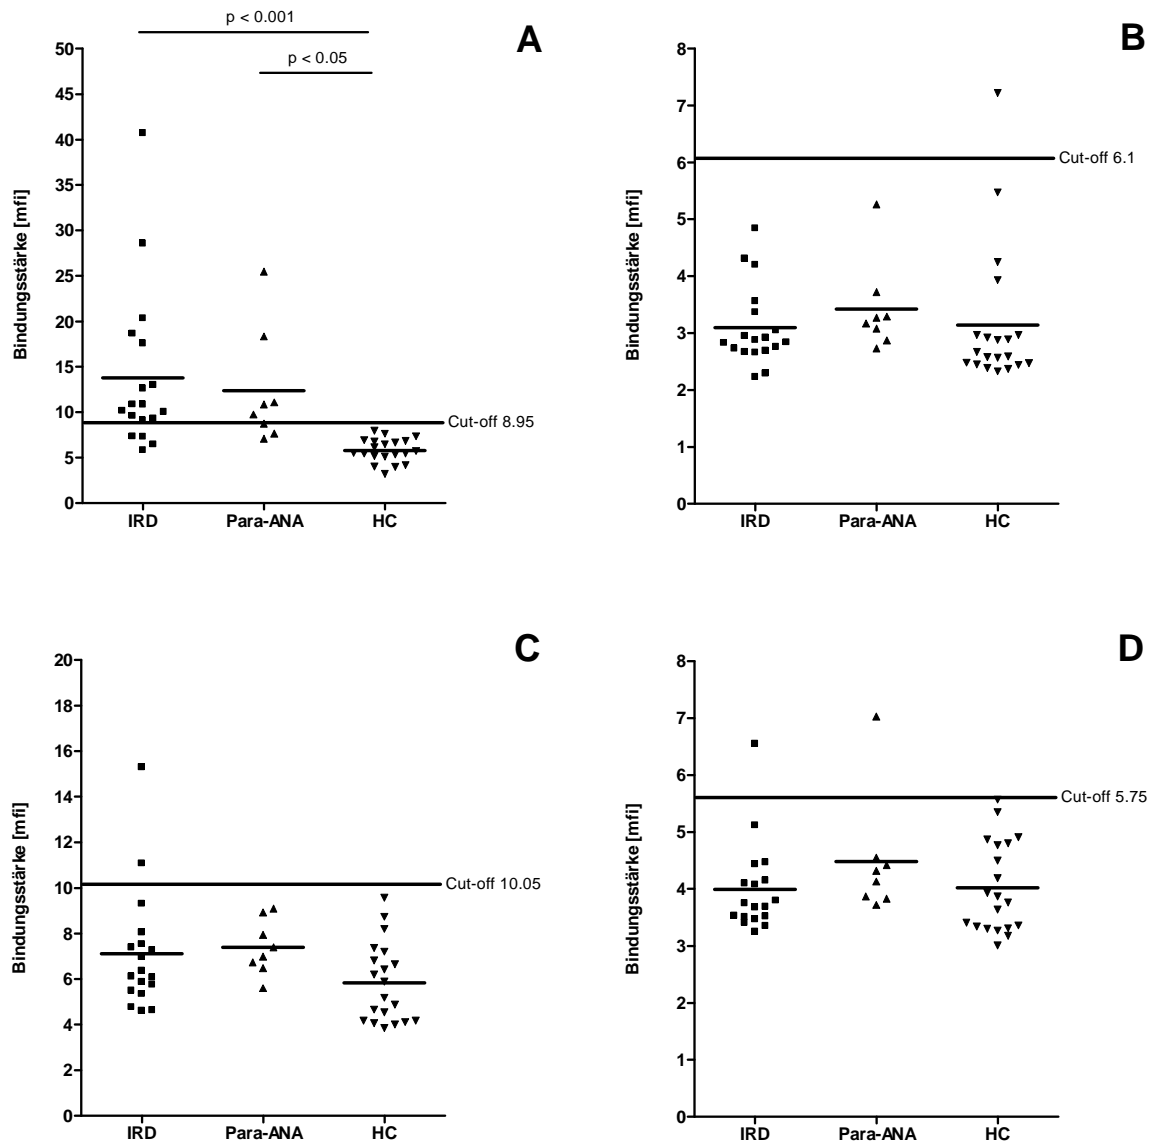 p < 0.001
A
p < 0.05
50
45
40
35
30
25
20
15
10
5
0
Bindungsstärke [mfi]
Cut-off 8.95
IRD Para-ANA HC
B
8
7
6
5
4
3
2
1
0
Bindungsstärke [mfi]
Cut-off 6.1
IRD Para-ANA HC
C
20
18
16
14
12
10
8
6
4
2
0
Bindungsstärke [mfi]
Cut-off 10.05
IRD Para-ANA HC
D
8
7
6
5
4
3
2
1
0
Bindungsstärke [mfi]
Cut-off 5.75
IRD Para-ANA HC